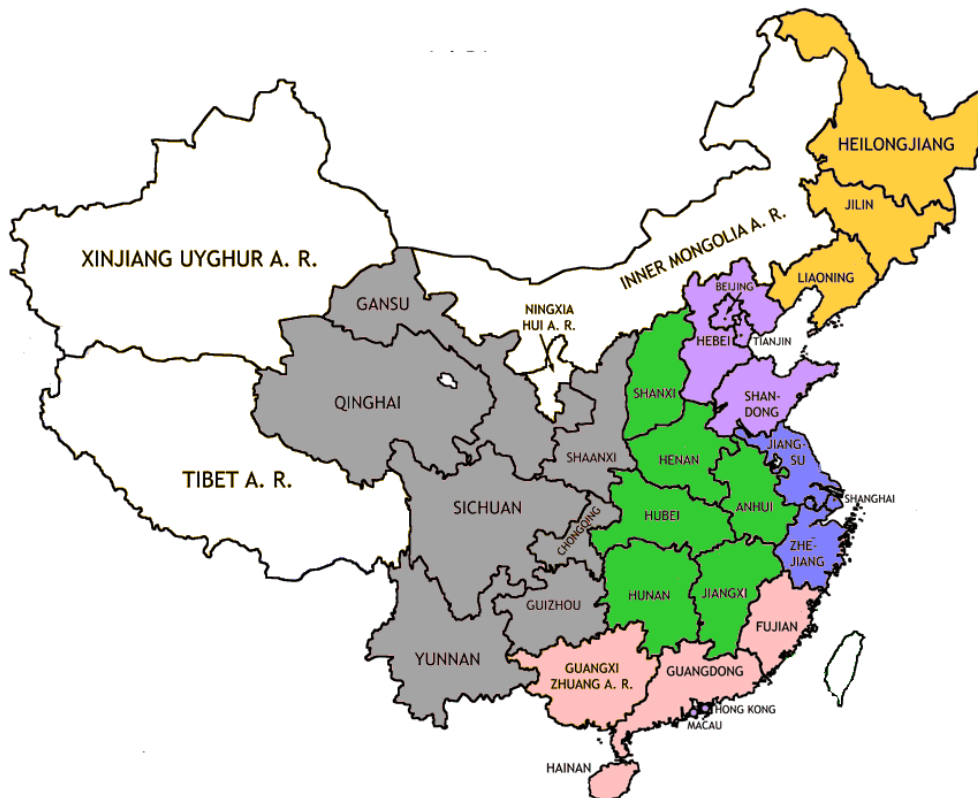 HEILONGJIANG
JILIN
LIAONING
INNER MONGOLIA A. R.
XINJIANG UYGHUR A. R.
GANSU
NINGXIA
HUI A. R.
BEIJING
HEBEI
TIANJIN
SHANXI
SHAN-
DONG
QINGHAI
TIBET A. R.
SHAANXI
HENAN
JIANG-
SU
SICHUAN
CHONGQING
HUBEI
ANHUI
SHANGHAI
ZHE-
JIANG
HUNAN
JIANGXI
GUIZHOU
FUJIAN
YUNNAN
GUANGXI
ZHUANG A. R.
GUANGDONG
HONG KONG
MACAU
HAINAN